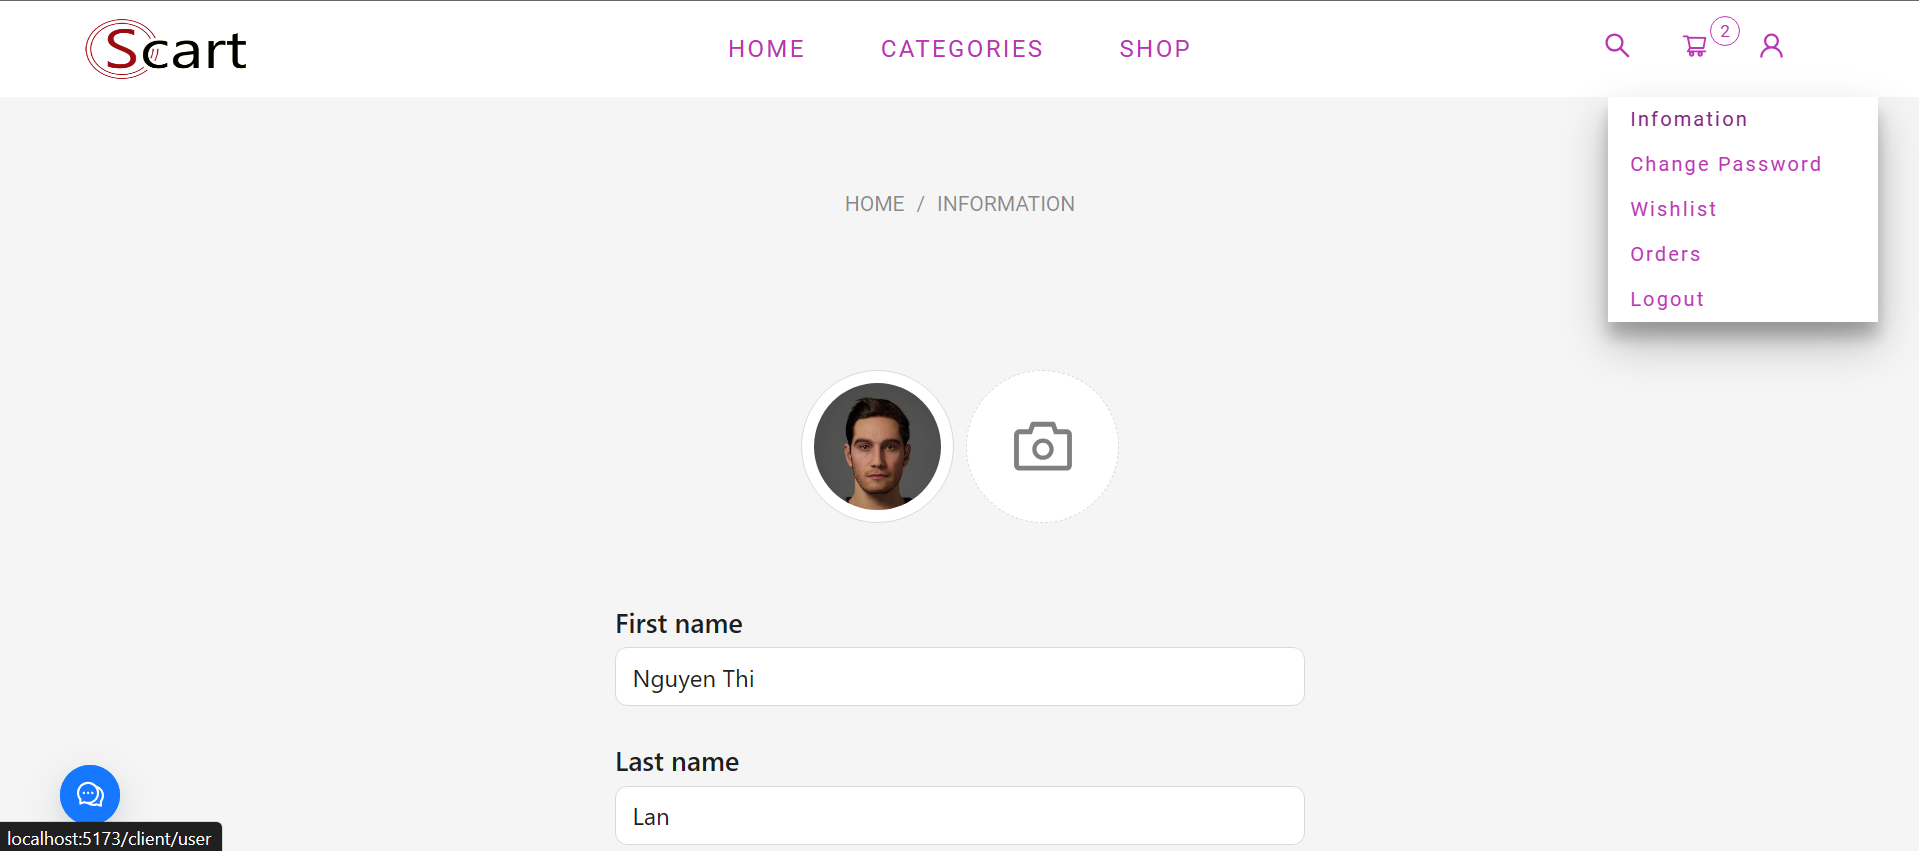 Scart
HOME CATEGORIES SHOP
2
Infomation
Change Password
Wishlist
Orders
Logout
HOME / INFORMATION
First name
Nguyen Thi
Last name
Lan
localhost:5173/client/user